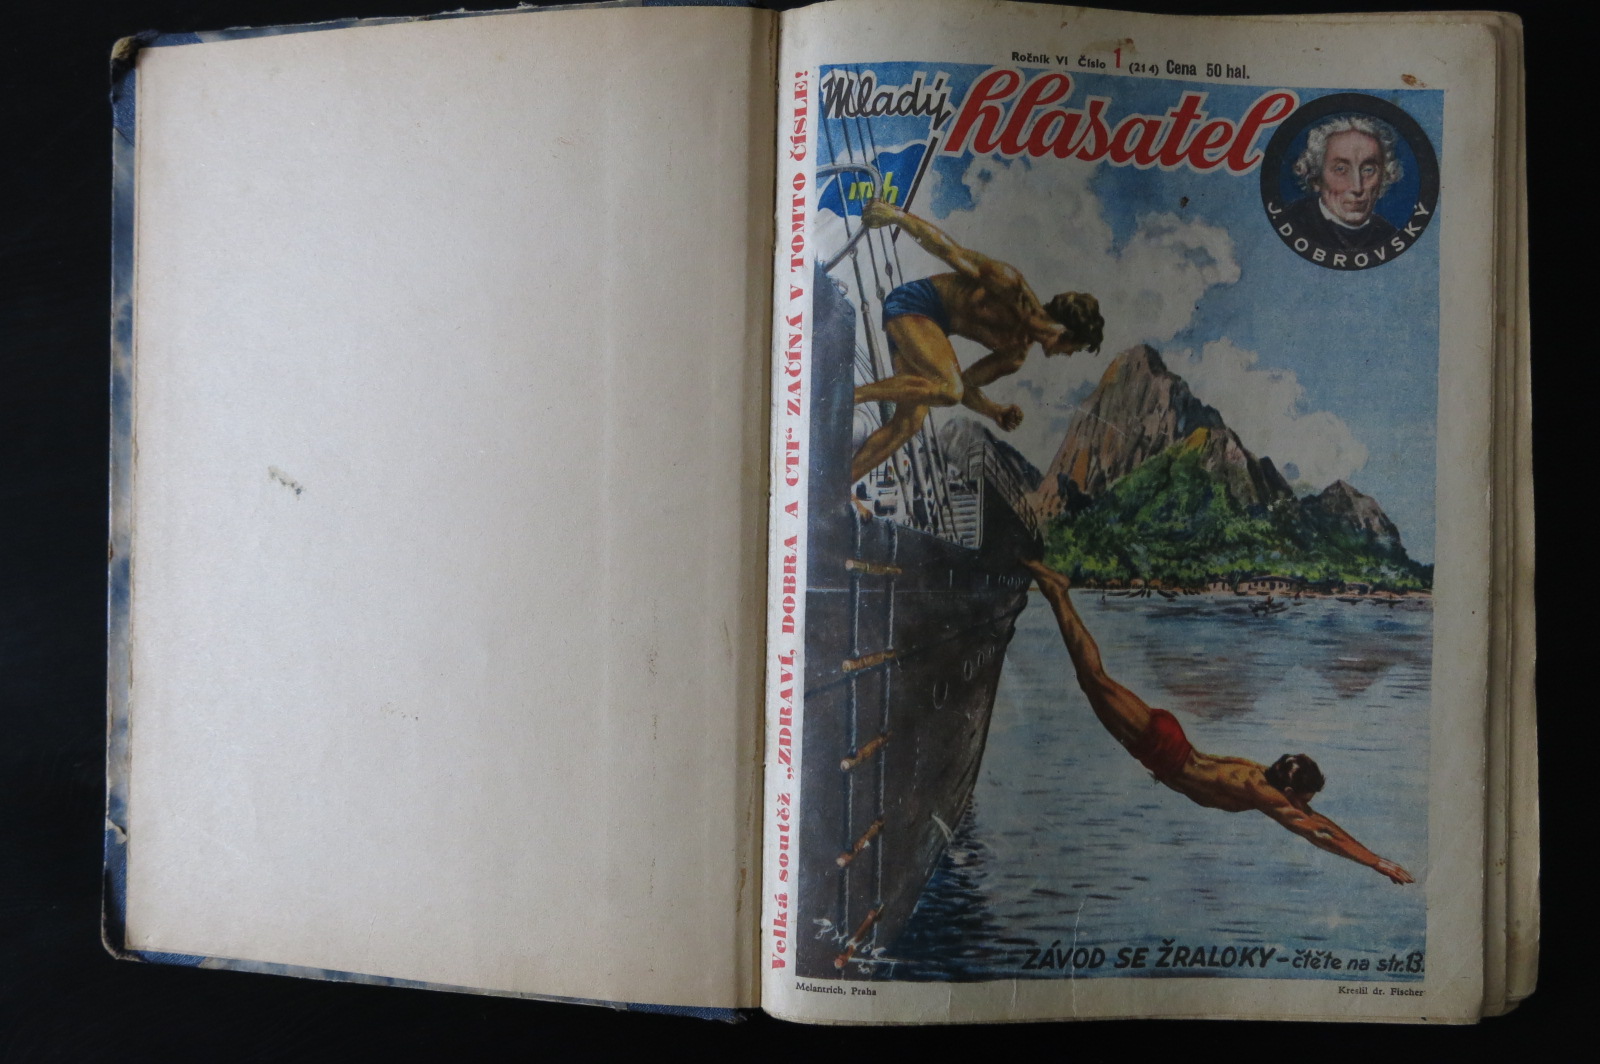 Ročník VI Číslo 1 (214) Cena 50 hal.
Mladý hlasatel
mh
J. DOBROVSKÝ
Velká soutěž „ZDRAVÍ, DOBRA A CTI“ ZAČÍNÁ V TOMTO ČÍSLE!
ZÁVOD SE ŽRALOKY – čtěte na str. 13.
Melantrich, Praha
Kreslil dr. Fischer